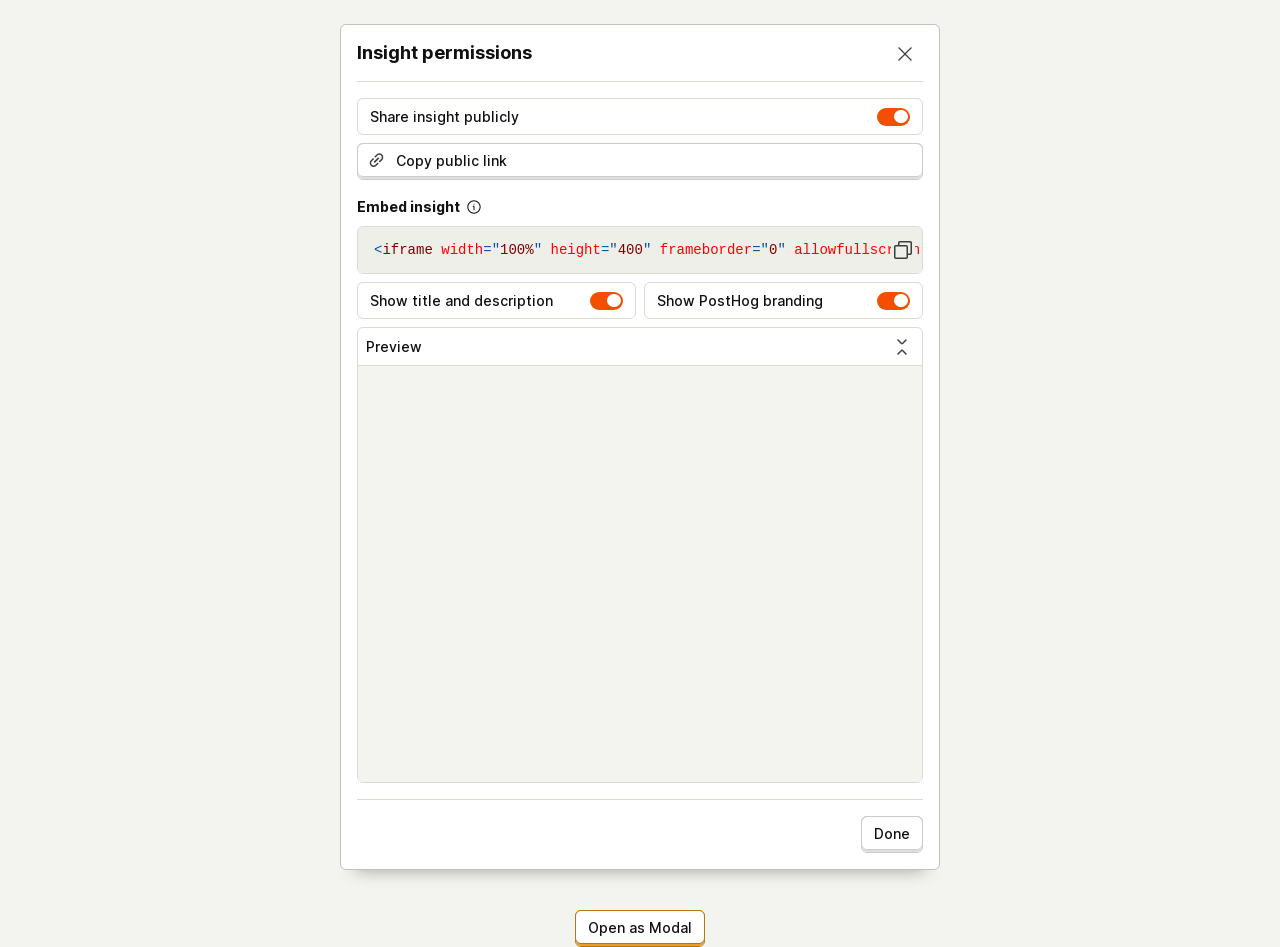 Insight permissions
Share insight publicly
Copy public link
Embed insight
<iframe width="100%" height="400" frameborder="0" allowfullscr
Show title and description
Show PostHog branding
Preview
Done
Open as Modal